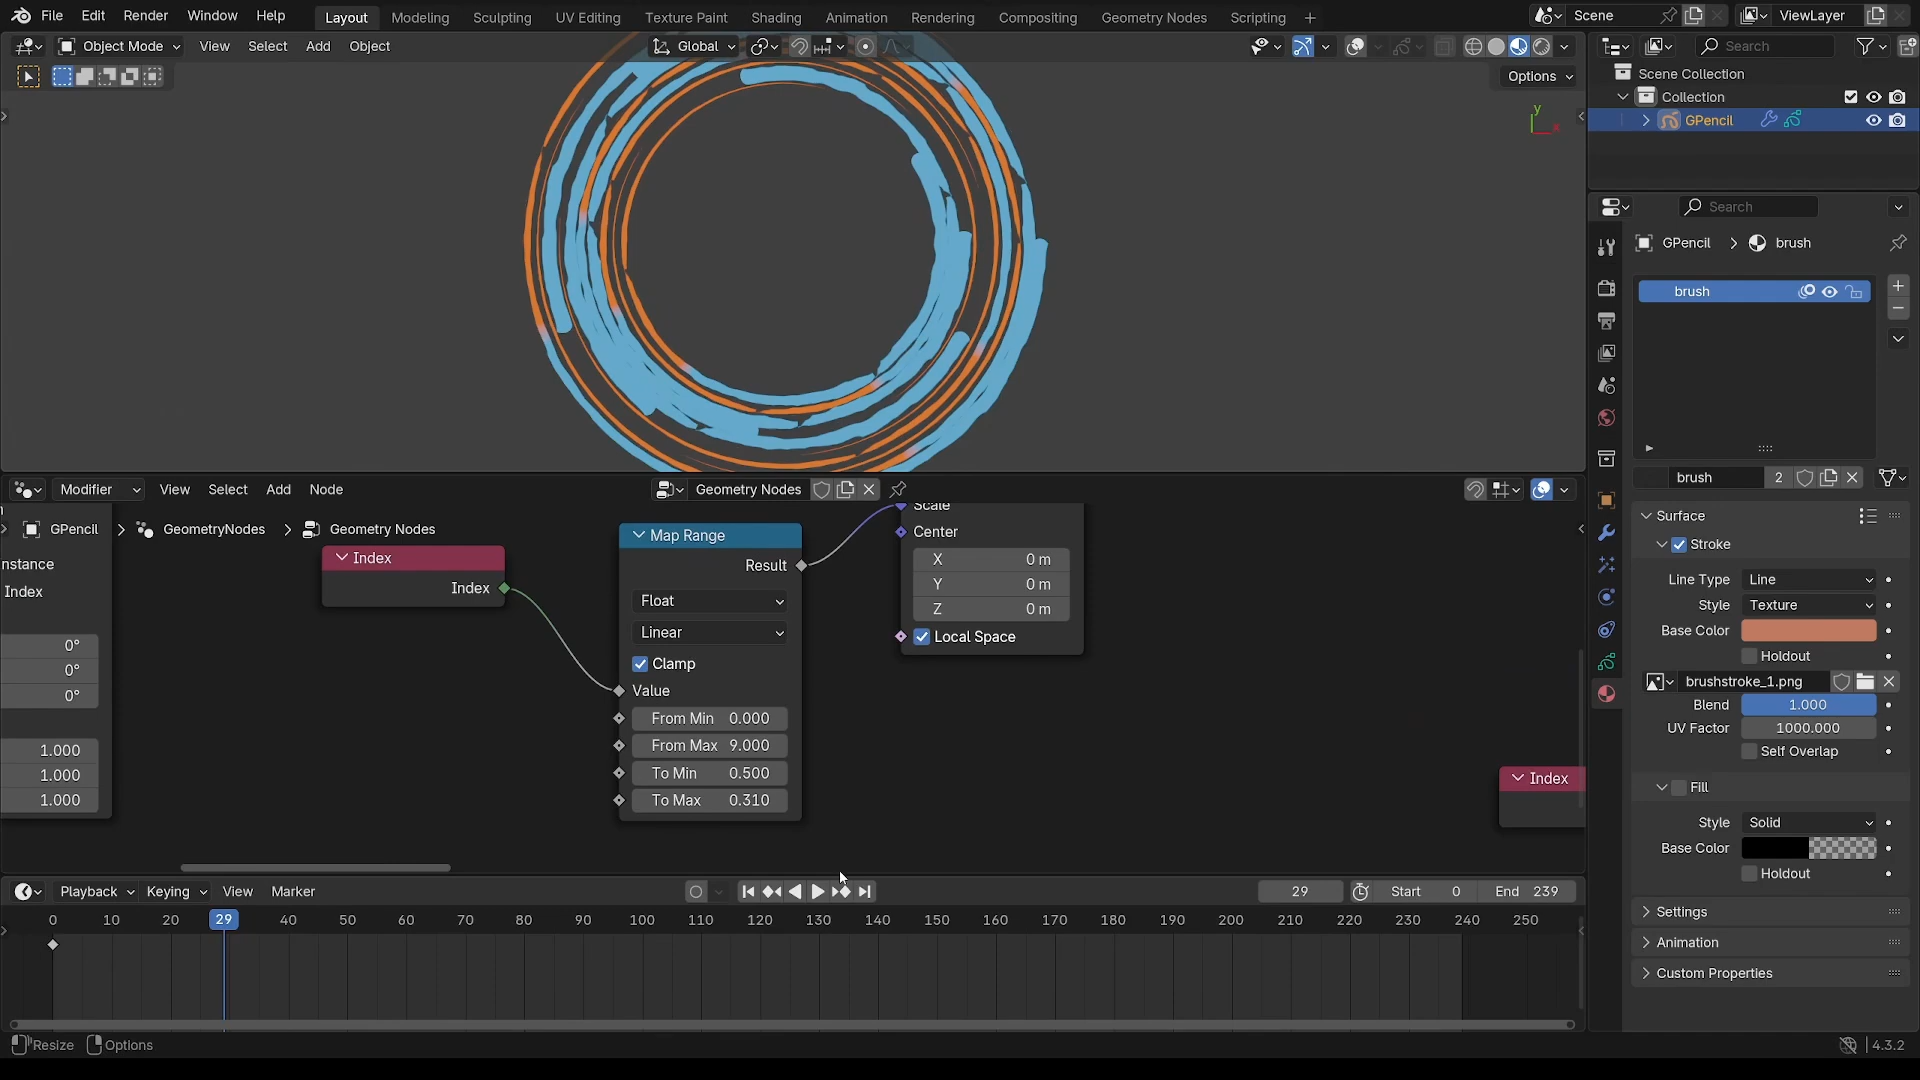 File Edit Render Window Help Layout Modeling Sculpting UV Editing Texture Paint Shading Animation Rendering Compositing Geometry Nodes Scripting Scene ViewLayer
Object Mode View Select Add Object Global Search
Options
Scene Collection
Collection
GPencil
y
x
Search
GPencil brush
brush
brush 2
Modifier View Select Add Node Geometry Nodes
GPencil GeometryNodes Geometry Nodes
nstance
Index
0°
0°
0°
1.000
1.000
1.000
Index
Index
Map Range
Result
Float
Linear
Clamp
Value
From Min 0.000
From Max 9.000
To Min 0.500
To Max 0.310
Scale
Center
X 0 m
Y 0 m
Z 0 m
Local Space
Index
Surface
Stroke
Line Type Line
Style Texture
Base Color
Holdout
brushstroke_1.png
Blend 1.000
UV Factor 1000.000
Self Overlap
Fill
Style Solid
Base Color
Holdout
Settings
Animation
Custom Properties
Playback Keying View Marker 29 Start 0 End 239
0 10 20 29 40 50 60 70 80 90 100 110 120 130 140 150 160 170 180 190 200 210 220 230 240 250
Resize Options 4.3.2